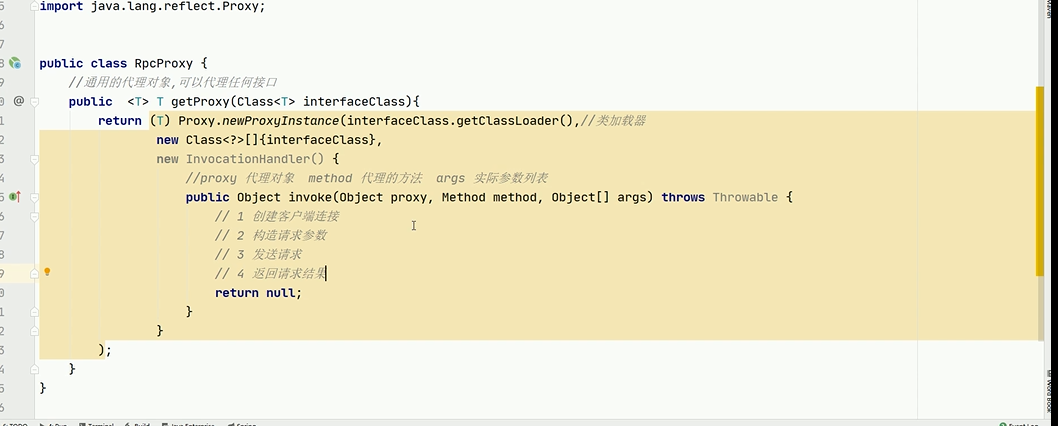 import java.lang.reflect.Proxy;
public class RpcProxy {
//通用的代理对象,可以代理任何接口
public <T> T getProxy(Class<T> interfaceClass){
return (T) Proxy.newProxyInstance(interfaceClass.getClassLoader(),//类加载器
new Class<?>[]{interfaceClass},
new InvocationHandler() {
//proxy 代理对象 method 代理的方法 args 实际参数列表
public Object invoke(Object proxy, Method method, Object[] args) throws Throwable {
// 1 创建客户端连接
// 2 构造请求参数
// 3 发送请求
// 4 返回请求结果
return null;
}
}
);
}
}